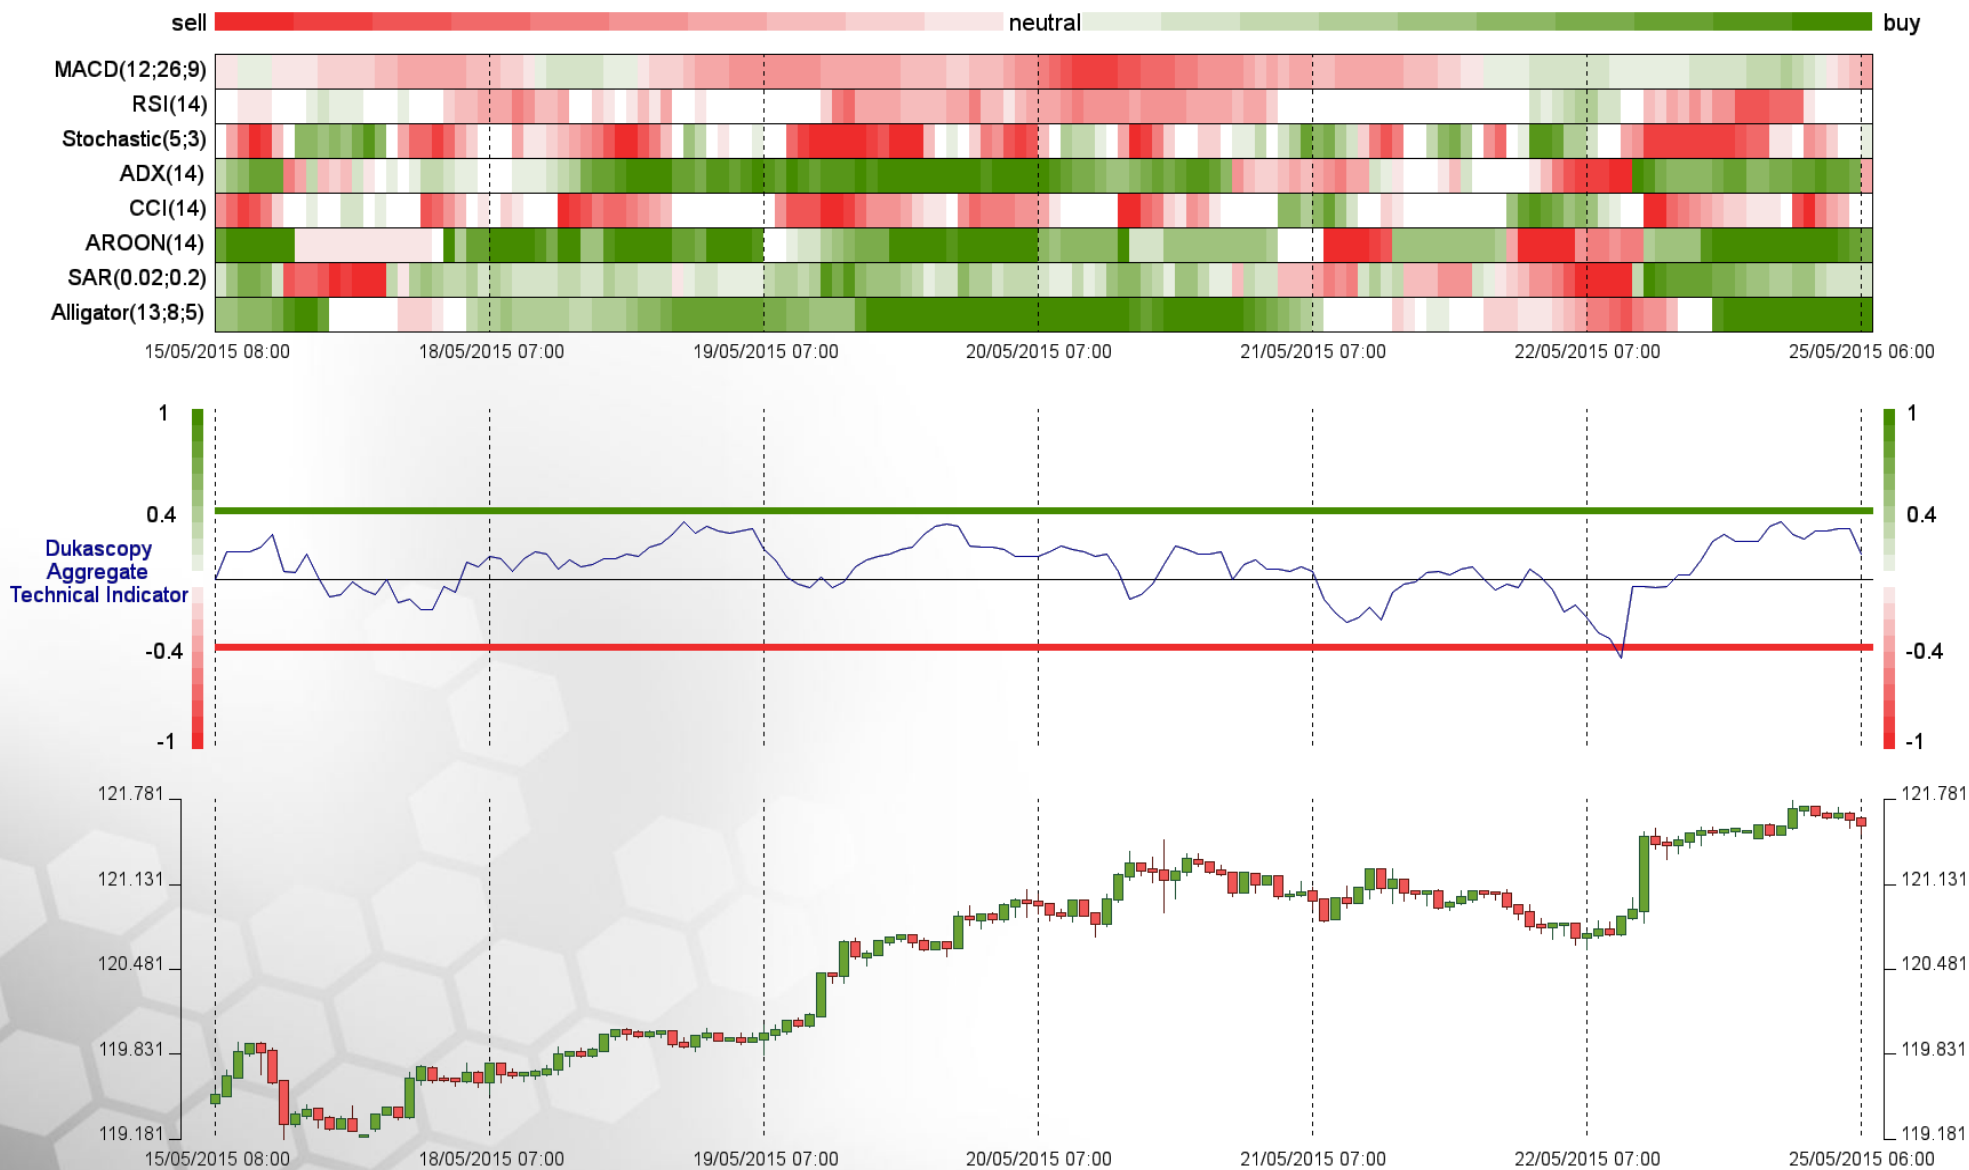 sell neutral buy
MACD(12;26;9)
RSI(14)
Stochastic(5;3)
ADX(14)
CCI(14)
AROON(14)
SAR(0.02;0.2)
Alligator(13;8;5)
15/05/2015 08:00 18/05/2015 07:00 19/05/2015 07:00 20/05/2015 07:00 21/05/2015 07:00 22/05/2015 07:00 25/05/2015 06:00
1 1
0.4 0.4
Dukascopy
Aggregate
Technical Indicator
-0.4 -0.4
-1 -1
121.781 121.781
121.131 121.131
120.481 120.481
119.831 119.831
119.181 119.181
15/05/2015 08:00 18/05/2015 07:00 19/05/2015 07:00 20/05/2015 07:00 21/05/2015 07:00 22/05/2015 07:00 25/05/2015 06:00